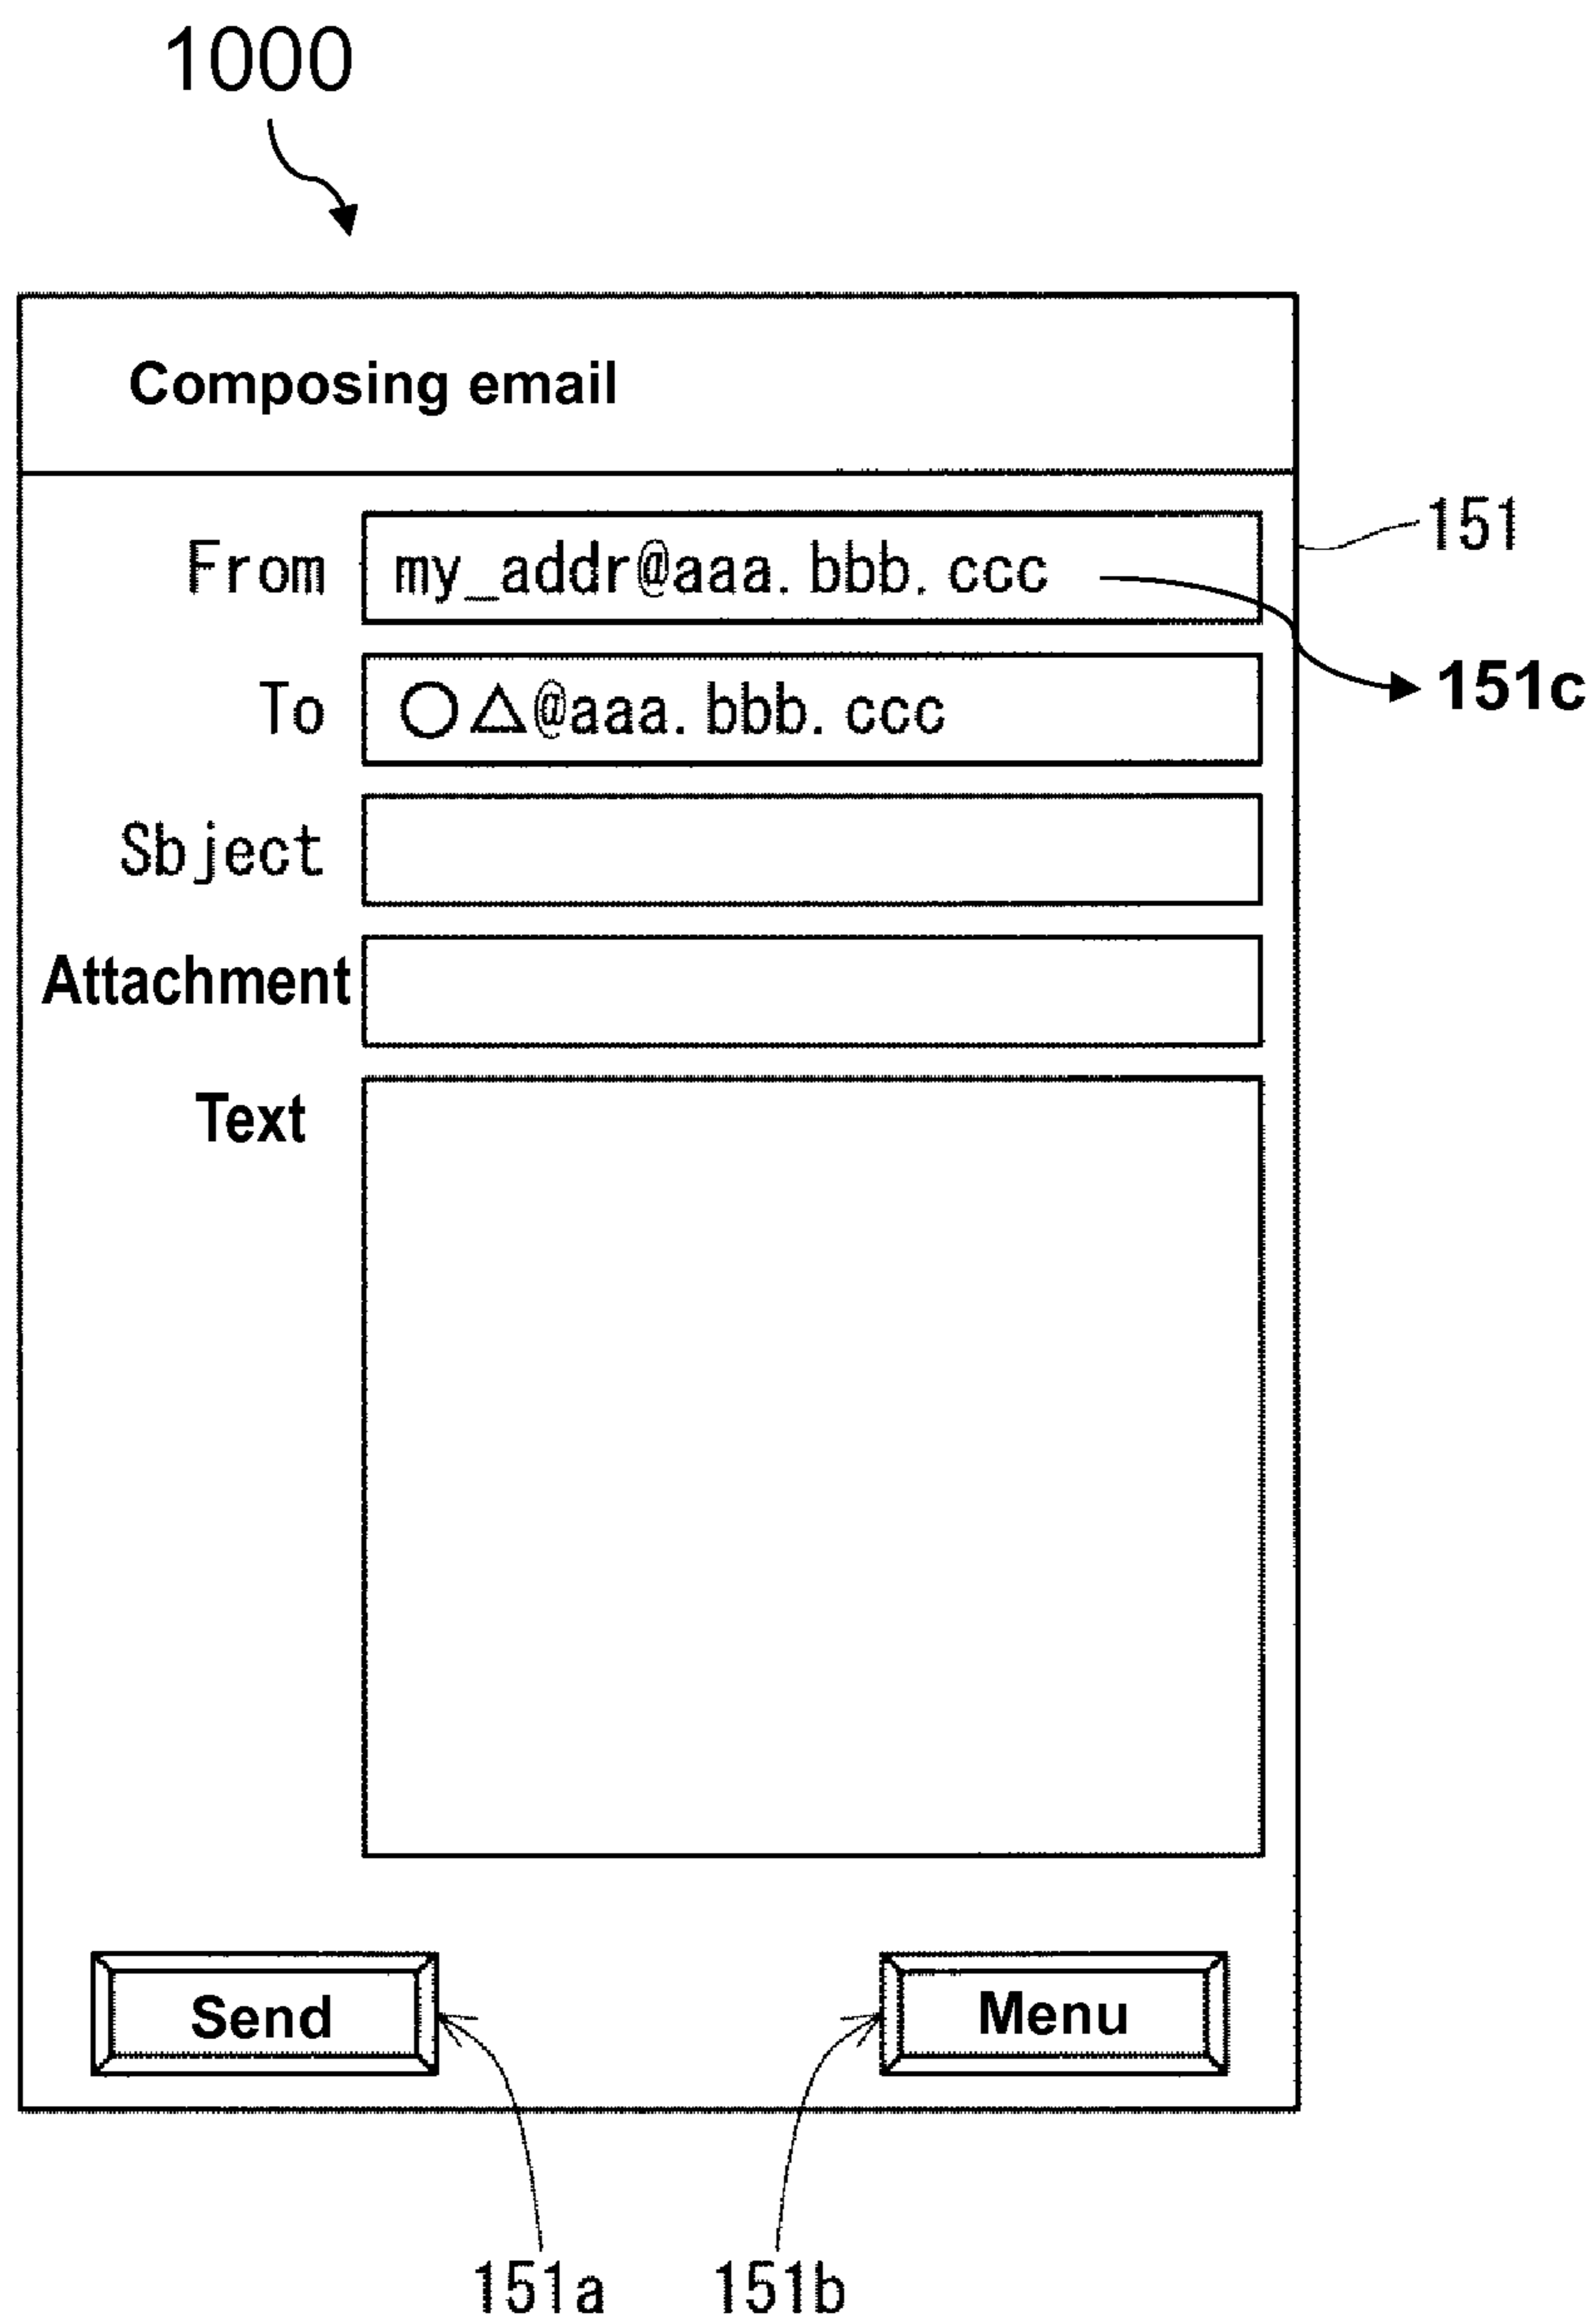 1000
Composing email
From my_addr@aaa.bbb.ccc
151
151c
To ○△@aaa.bbb.ccc
Sbject
Attachment
Text
Send Menu
151a 151b